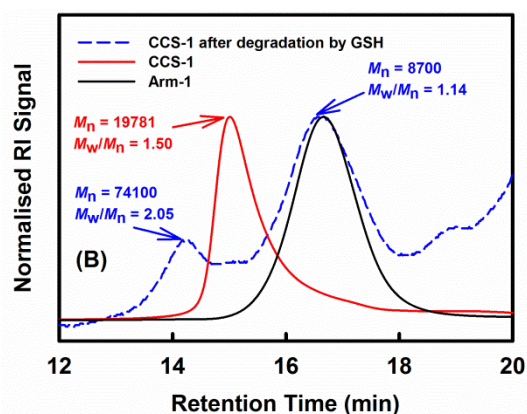 CCS-1 after degradation by GSH
CCS-1
Arm-1
Mn = 8700
Mw/Mn = 1.14
Mn = 19781
Mw/Mn = 1.50
Mn = 74100
Mw/Mn = 2.05
(B)
Normalised RI Signal
12 14 16 18 20
Retention Time (min)